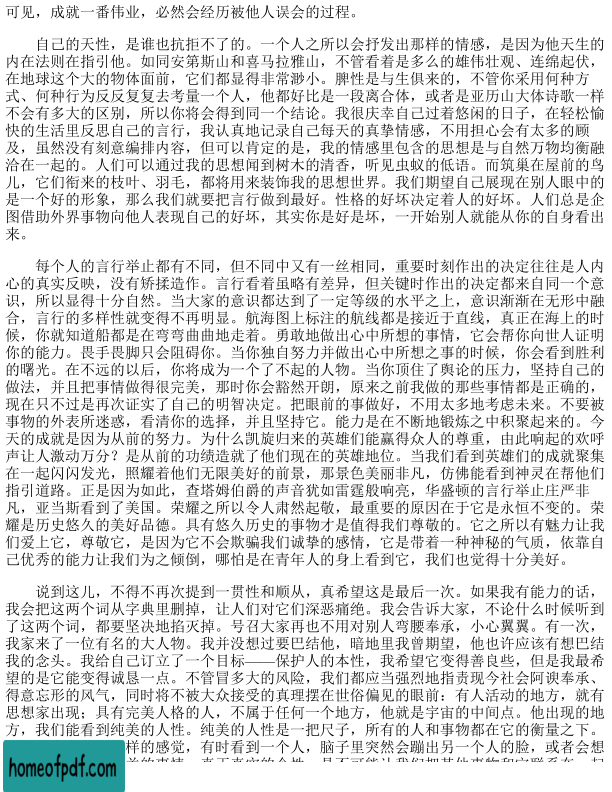 可见，成就一番伟业，必然会经历被他人误会的过程。
自己的天性，是谁也抗拒不了的。一个人之所以会抒发出那样的情感，是因为他天生的
内在法则在指引他。如同安第斯山和喜马拉雅山，不管看着是多么的雄伟壮观、连绵起伏，
在地球这个大的物体面前，它们都显得非常渺小。脾性是与生俱来的，不管你采用何种方
式、何种行为反反复复去考量一个人，他都好比是一段离合体，或者是亚历山大体诗歌一样
不会有多大的区别，所以你将会得到同一个结论。我很庆幸自己过着悠闲的日子，在轻松愉
快的生活里反思自己的言行，我认真地记录自己每天的真挚情感，不用担心会有太多的顾
及，虽然没有刻意编排内容，但可以肯定的是，我的情感里包含的思想是与自然万物均衡融
洽在一起的。人们可以通过我的思想闻到树木的清香，听见虫蚁的低语。而筑巢在屋前的鸟
儿，它们衔来的枝叶、羽毛，都将用来装饰我的思想世界。我们期望自己展现在别人眼中的
是一个好的形象，那么我们就要把言行做到最好。性格的好坏决定着人的好坏。人们总是企
图借助外界事物向他人表现自己的好坏，其实你是好是坏，一开始别人就能从你的自身看出
来。
每个人的言行举止都有不同，但不同中又有一丝相同，重要时刻作出的决定往往是人内
心的真实反映，没有矫揉造作。言行看着虽略有差异，但关键时作出的决定都来自同一个意
识，所以显得十分自然。当大家的意识都达到了一定等级的水平之上，意识渐渐在无形中融
合，言行的多样性就变得不再明显。航海图上标注的航线都是接近于直线，真正在海上的时
候，你就知道船都是在弯弯曲曲地走着。勇敢地做出心中所想的事情，它会帮你向世人证明
你的能力。畏手畏脚只会阻碍你。当你独自努力并做出心中所想之事的时候，你会看到胜利
的曙光。在不远的以后，你将成为一个了不起的人物。当你顶住了舆论的压力，坚持自己的
做法，并且把事情做得很完美，那时你会豁然开朗，原来之前我做的那些事情都是正确的，
现在只不过是再次证实了自己的明智决定。把眼前的事做好，不用太多地考虑未来。不要被
事物的外表所迷惑，看清你的选择，并且坚持它。能力是在不断地锻炼之中积聚起来的。今
天的成就是因为从前的努力。为什么凯旋归来的英雄们能赢得众人的尊重，由此响起的欢呼
声让人激动万分？是从前的功绩造就了他们现在的英雄地位。当我们看到英雄们的成就聚集
在一起闪闪发光，照耀着他们无限美好的前景，那景色美丽非凡，仿佛能看到神灵在帮他们
指引道路。正是因为如此，查塔姆伯爵的声音犹如雷霆般响亮，华盛顿的言行举止庄严非
凡，亚当斯看到了美国。荣耀之所以令人肃然起敬，最重要的原因在于它是永恒不变的。荣
耀是历史悠久的美好品德。具有悠久历史的事物才是值得我们尊敬的。它之所以有魅力让我
们爱上它，尊敬它，是因为它不会欺骗我们诚挚的感情，它是带着一种神秘的气质，依靠自
己优秀的能力让我们为之倾倒，哪怕是在青年人的身上看到它，我们也觉得十分美好。
说到这儿，不得不再次提到一贯性和顺从，真希望这是最后一次。如果我有能力的话，
我会把这两个词从字典里删掉，让人们对它们深恶痛绝。我会告诉大家，不论什么时候听到
了这两个词，都要坚决地掐灭掉。号召大家再也不用对别人弯腰奉承，小心翼翼。有一次，
我家来了一位有名的大人物。我并没想过要巴结他，暗地里我曾期望，他也许应该有想巴结
我的念头。我给自己订立了一个目标——保护人的本性，我希望它变得善良些，但是我最希
望的是它能变得诚恳一点。不管冒多大的风险，我们都应当强烈地指责现今社会阿谀奉承、
得意忘形的风气，同时将不被大众接受的真理摆在世俗偏见的眼前：有人活动的地方，就有
思想家出现；具有完美人格的人，不属于任何一个地方，他就是宇宙的中间点。他出现的地
方，我们能看到纯美的人性。纯美的人性是一把尺子，所有的人和事物都在它的衡量之下。
样的感觉，有时看到一个人，脑子里突然会蹦出另一个人的脸，或者会想
homeofpdf.com